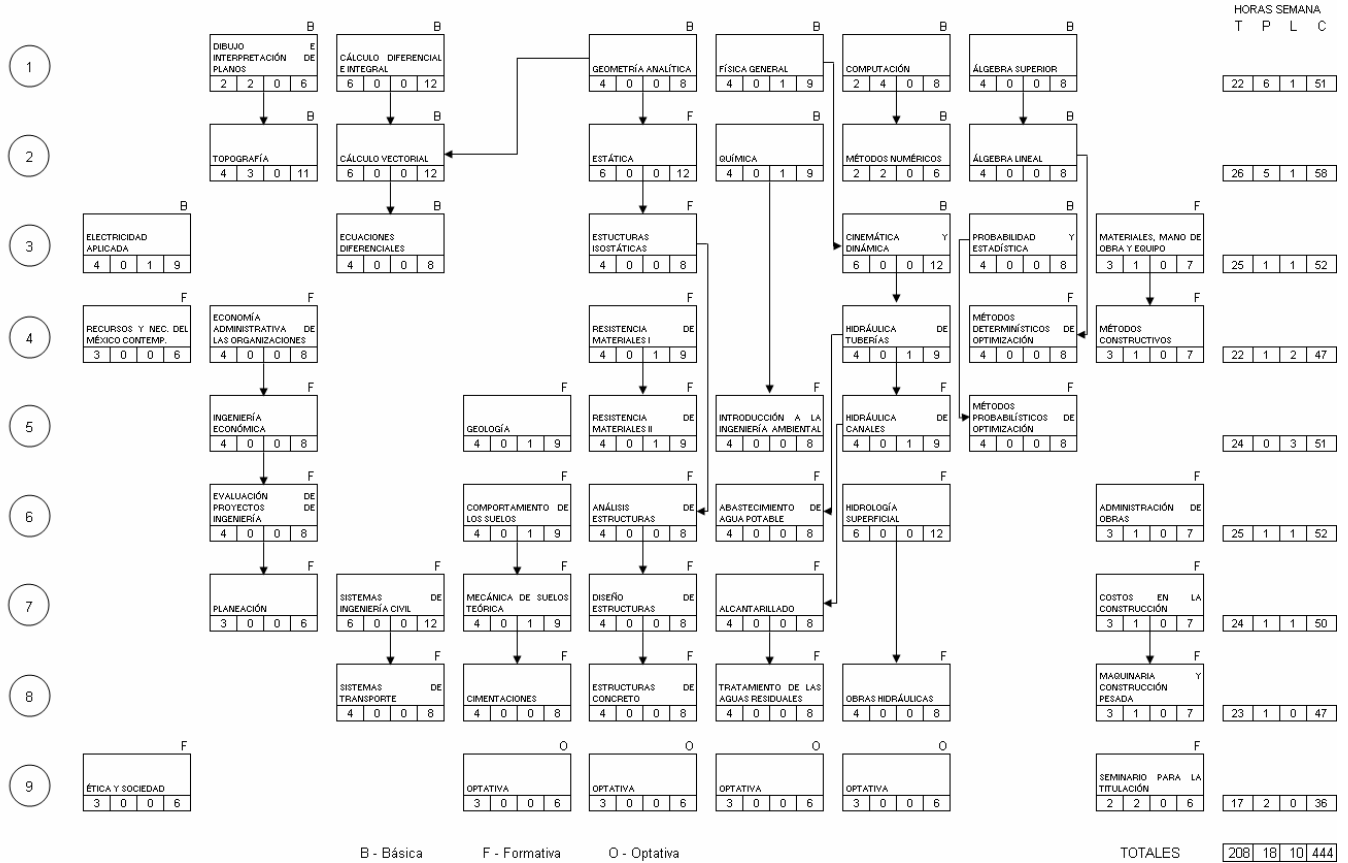 HORAS SEMANA
T P L C
1
B B B B B B
DIBUJO E
INTERPRETACIÓN DE
PLANOS
2 2 0 6
CÁLCULO DIFERENCIAL
E INTEGRAL
6 0 0 12
GEOMETRÍA ANALÍTICA
4 0 0 8
FÍSICA GENERAL
4 0 1 9
COMPUTACIÓN
2 4 0 8
ÁLGEBRA SUPERIOR
4 0 0 8
22 6 1 51
2
B B F B B B
TOPOGRAFÍA
4 3 0 11
CÁLCULO VECTORIAL
6 0 0 12
ESTÁTICA
6 0 0 12
QUÍMICA
4 0 1 9
MÉTODOS NUMÉRICOS
2 2 0 6
ÁLGEBRA LINEAL
4 0 0 8
26 5 1 58
3
B B F B B F
ELECTRICIDAD
APLICADA
4 0 1 9
ECUACIONES
DIFERENCIALES
4 0 0 8
ESTUCTURAS
ISOSTÁTICAS
4 0 0 8
CINEMÁTICA Y
DINÁMICA
6 0 0 12
PROBABILIDAD Y
ESTADÍSTICA
4 0 0 8
MATERIALES, MANO DE
OBRA Y EQUIPO
3 1 0 7
25 1 1 52
4
F F F F F F
RECURSOS Y NEC. DEL
MÉXICO CONTEMP.
3 0 0 6
ECONOMÍA
ADMINISTRATIVA DE
LAS ORGANIZACIONES
4 0 0 8
RESISTENCIA DE
MATERIALES I
4 0 1 9
HIDRÁULICA DE
TUBERÍAS
4 0 1 9
MÉTODOS
DETERMINÍSTICOS DE
OPTIMIZACIÓN
4 0 0 8
MÉTODOS
CONSTRUCTIVOS
3 1 0 7
22 1 2 47
5
F F F F F F
INGENIERÍA
ECONÓMICA
4 0 0 8
GEOLOGÍA
4 0 1 9
RESISTENCIA DE
MATERIALES II
4 0 1 9
INTRODUCCIÓN A LA
INGENIERÍA AMBIENTAL
4 0 0 8
HIDRÁULICA DE
CANALES
4 0 1 9
MÉTODOS
PROBABILÍSTICOS DE
OPTIMIZACIÓN
4 0 0 8
24 0 3 51
6
F F F F F F
EVALUACIÓN DE
PROYECTOS DE
INGENIERÍA
4 0 0 8
COMPORTAMIENTO DE
LOS SUELOS
4 0 1 9
ANÁLISIS DE
ESTRUCTURAS
4 0 0 8
ABASTECIMIENTO DE
AGUA POTABLE
4 0 0 8
HIDROLOGÍA
SUPERFICIAL
6 0 0 12
ADMINISTRACIÓN DE
OBRAS
3 1 0 7
25 1 1 52
7
F F F F F F
PLANEACIÓN
3 0 0 6
SISTEMAS DE
INGENIERÍA CIVIL
6 0 0 12
MECÁNICA DE SUELOS
TEÓRICA
4 0 1 9
DISEÑO DE
ESTRUCTURAS
4 0 0 8
ALCANTARILLADO
4 0 0 8
COSTOS EN LA
CONSTRUCCIÓN
3 1 0 7
24 1 1 50
8
F F F F F F
SISTEMAS DE
TRANSPORTE
4 0 0 8
CIMENTACIONES
4 0 0 8
ESTRUCTURAS DE
CONCRETO
4 0 0 8
TRATAMIENTO DE LAS
AGUAS RESIDUALES
4 0 0 8
OBRAS HIDRÁULICAS
4 0 0 8
MAQUINARIA Y
CONSTRUCCIÓN
PESADA
3 1 0 7
23 1 0 47
9
F O O O O F
ÉTICA Y SOCIEDAD
3 0 0 6
OPTATIVA
3 0 0 6
OPTATIVA
3 0 0 6
OPTATIVA
3 0 0 6
OPTATIVA
3 0 0 6
SEMINARIO PARA LA
TITULACIÓN
2 2 0 6
17 2 0 36
B - Básica F - Formativa O - Optativa
TOTALES 208 18 10 444